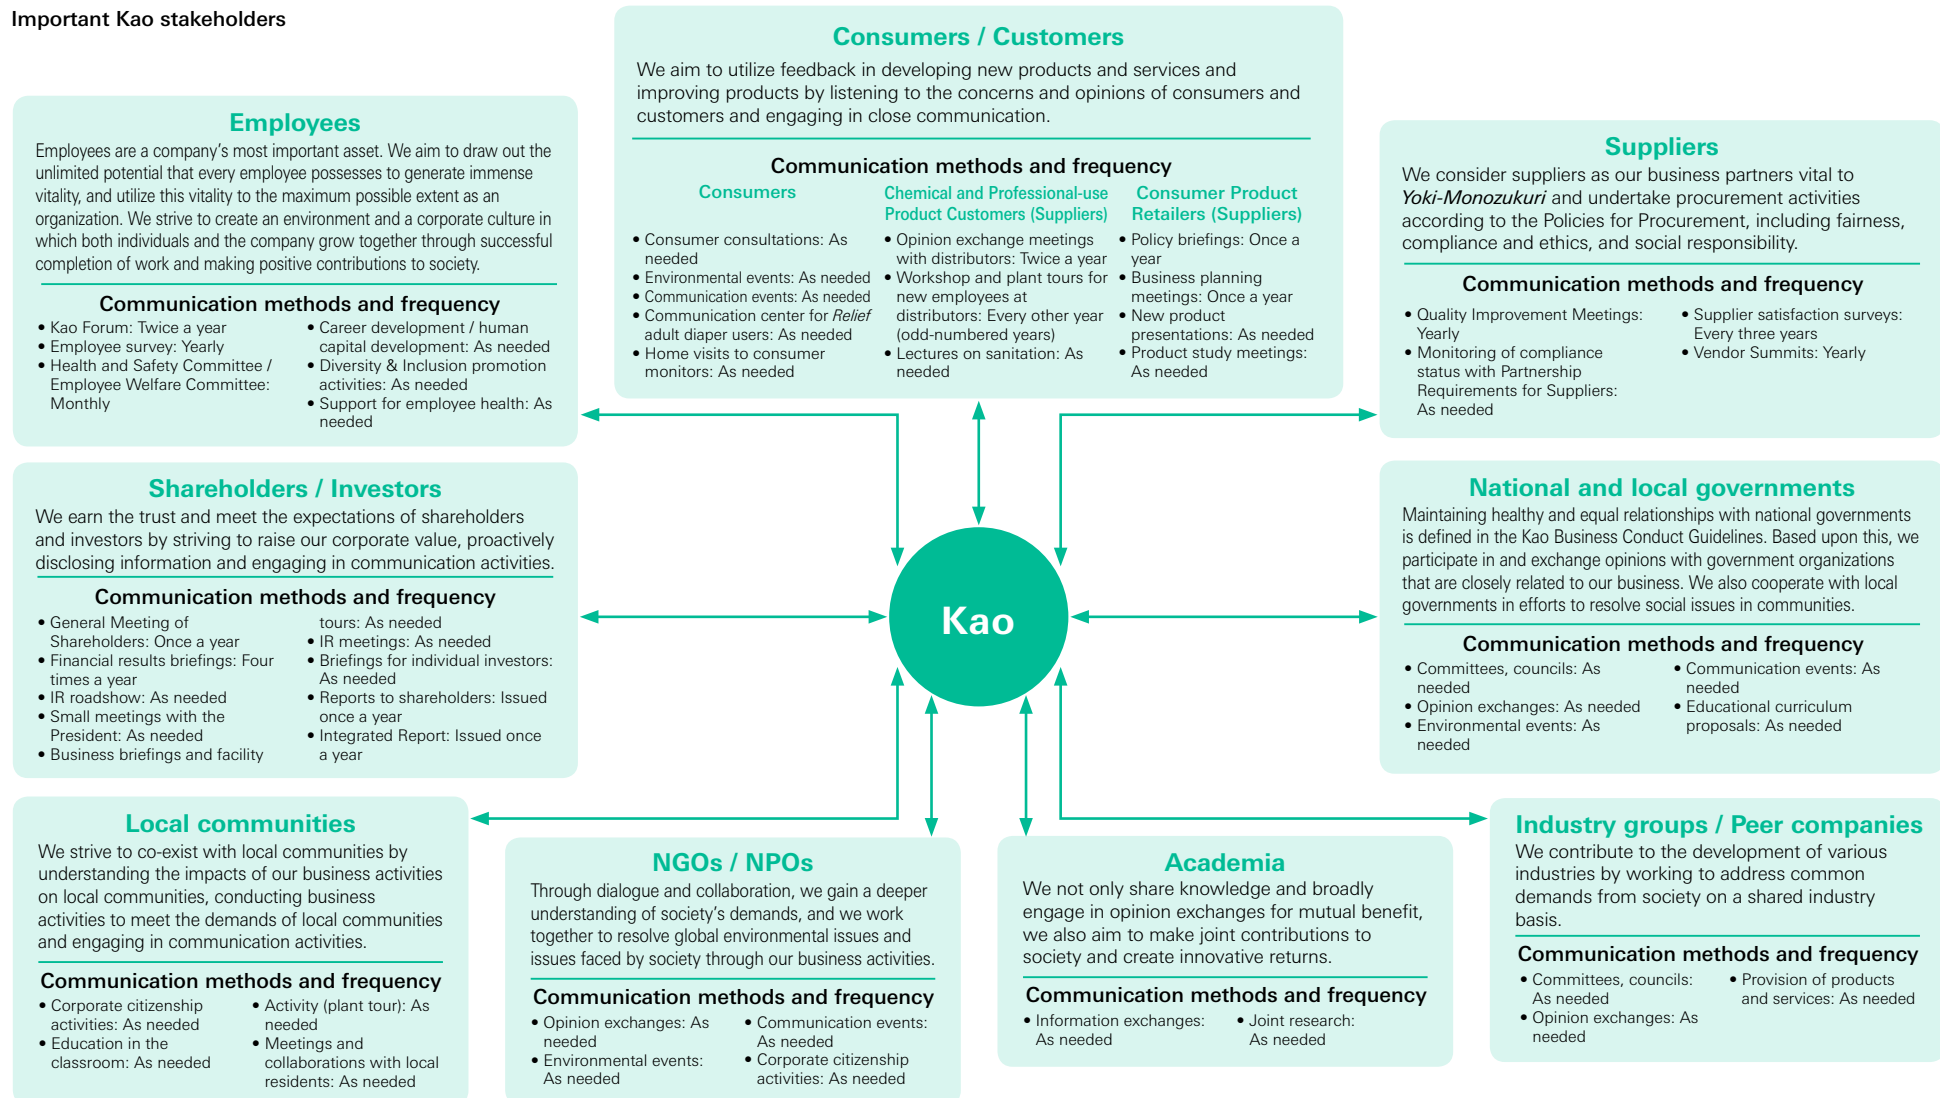 Important Kao stakeholders
Consumers / Customers
We aim to utilize feedback in developing new products and services and
improving products by listening to the concerns and opinions of consumers and
customers and engaging in close communication.
Communication methods and frequency
Consumers
• Consumer consultations: As
needed
• Environmental events: As needed
• Communication events: As needed
• Communication center for Relief
adult diaper users: As needed
• Home visits to consumer
monitors: As needed
Chemical and Professional-use
Product Customers (Suppliers)
• Opinion exchange meetings
with distributors: Twice a year
• Workshop and plant tours for
new employees at
distributors: Every other year
(odd-numbered years)
• Lectures on sanitation: As
needed
Consumer Product
Retailers (Suppliers)
• Policy briefings: Once a
year
• Business planning
meetings: Once a year
• New product
presentations: As needed
• Product study meetings:
As needed
Employees
Employees are a company’s most important asset. We aim to draw out the
unlimited potential that every employee possesses to generate immense
vitality, and utilize this vitality to the maximum possible extent as an
organization. We strive to create an environment and a corporate culture in
which both individuals and the company grow together through successful
completion of work and making positive contributions to society.
Communication methods and frequency
• Kao Forum: Twice a year
• Employee survey: Yearly
• Health and Safety Committee /
Employee Welfare Committee:
Monthly
• Career development / human
capital development: As needed
• Diversity & Inclusion promotion
activities: As needed
• Support for employee health: As
needed
Suppliers
We consider suppliers as our business partners vital to
Yoki-Monozukuri and undertake procurement activities
according to the Policies for Procurement, including fairness,
compliance and ethics, and social responsibility.
Communication methods and frequency
• Quality Improvement Meetings:
Yearly
• Monitoring of compliance
status with Partnership
Requirements for Suppliers:
As needed
• Supplier satisfaction surveys:
Every three years
• Vendor Summits: Yearly
Shareholders / Investors
We earn the trust and meet the expectations of shareholders
and investors by striving to raise our corporate value, proactively
disclosing information and engaging in communication activities.
Communication methods and frequency
• General Meeting of
Shareholders: Once a year
• Financial results briefings: Four
times a year
• IR roadshow: As needed
• Small meetings with the
President: As needed
• Business briefings and facility
tours: As needed
• IR meetings: As needed
• Briefings for individual investors:
As needed
• Reports to shareholders: Issued
once a year
• Integrated Report: Issued once
a year
Kao
National and local governments
Maintaining healthy and equal relationships with national governments
is defined in the Kao Business Conduct Guidelines. Based upon this, we
participate in and exchange opinions with government organizations
that are closely related to our business. We also cooperate with local
governments in efforts to resolve social issues in communities.
Communication methods and frequency
• Committees, councils: As
needed
• Opinion exchanges: As needed
• Environmental events: As
needed
• Communication events: As
needed
• Educational curriculum
proposals: As needed
Local communities
We strive to co-exist with local communities by
understanding the impacts of our business activities
on local communities, conducting business
activities to meet the demands of local communities
and engaging in communication activities.
Communication methods and frequency
• Corporate citizenship
activities: As needed
• Education in the
classroom: As needed
• Activity (plant tour): As
needed
• Meetings and
collaborations with local
residents: As needed
NGOs / NPOs
Through dialogue and collaboration, we gain a deeper
understanding of society’s demands, and we work
together to resolve global environmental issues and
issues faced by society through our business activities.
Communication methods and frequency
• Opinion exchanges: As
needed
• Environmental events:
As needed
• Communication events:
As needed
• Corporate citizenship
activities: As needed
Academia
We not only share knowledge and broadly
engage in opinion exchanges for mutual benefit,
we also aim to make joint contributions to
society and create innovative returns.
Communication methods and frequency
• Information exchanges:
As needed
• Joint research:
As needed
Industry groups / Peer companies
We contribute to the development of various
industries by working to address common
demands from society on a shared industry
basis.
Communication methods and frequency
• Committees, councils:
As needed
• Opinion exchanges: As
needed
• Provision of products
and services: As needed